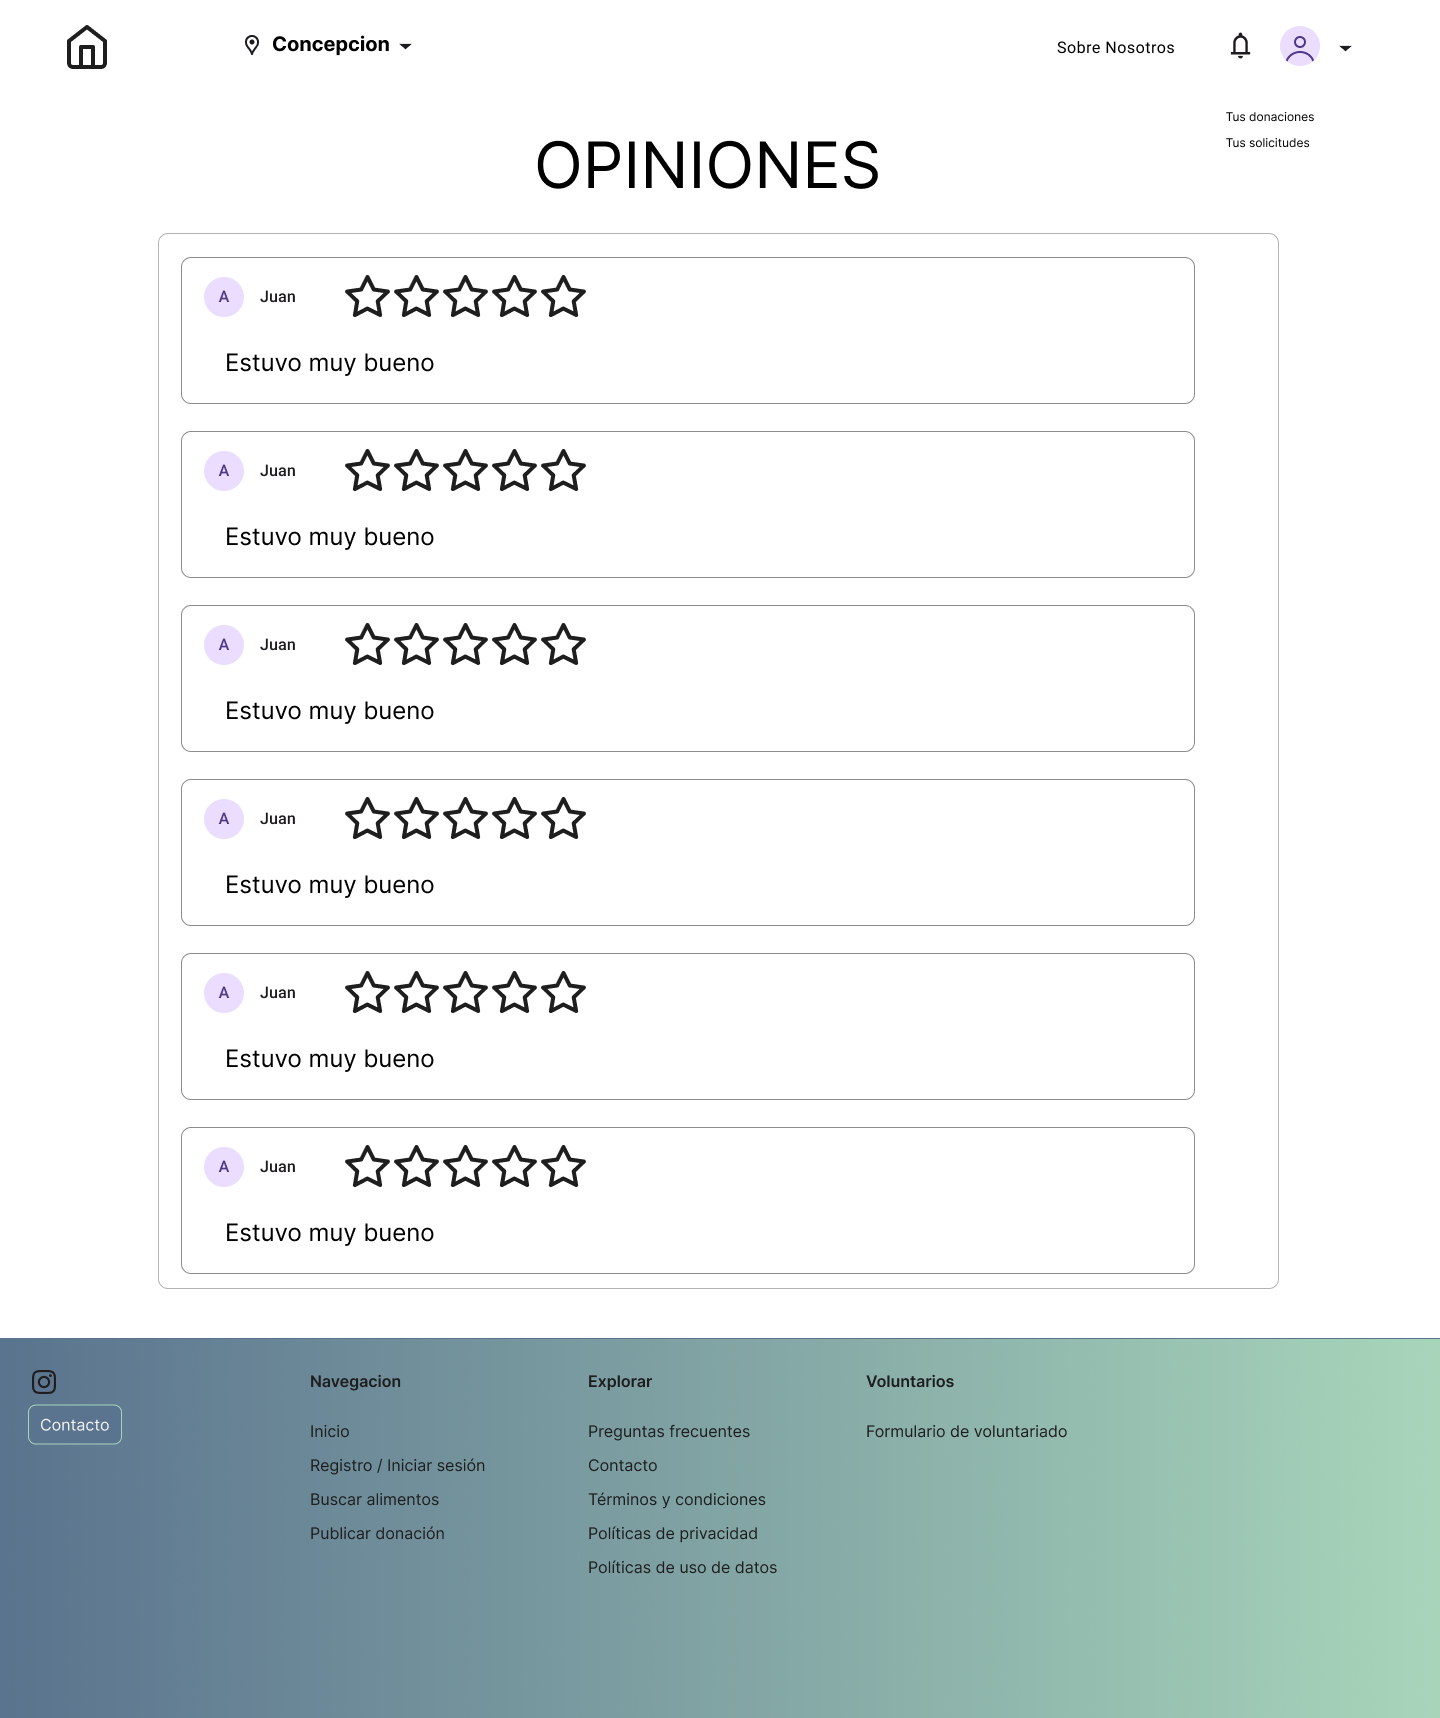 Concepcion
Sobre Nosotros
Tus donaciones
Tus solicitudes
OPINIONES
A Juan
Estuvo muy bueno
A Juan
Estuvo muy bueno
A Juan
Estuvo muy bueno
A Juan
Estuvo muy bueno
A Juan
Estuvo muy bueno
A Juan
Estuvo muy bueno
Contacto
Navegacion
Inicio
Registro / Iniciar sesión
Buscar alimentos
Publicar donación
Explorar
Preguntas frecuentes
Contacto
Términos y condiciones
Políticas de privacidad
Políticas de uso de datos
Voluntarios
Formulario de voluntariado